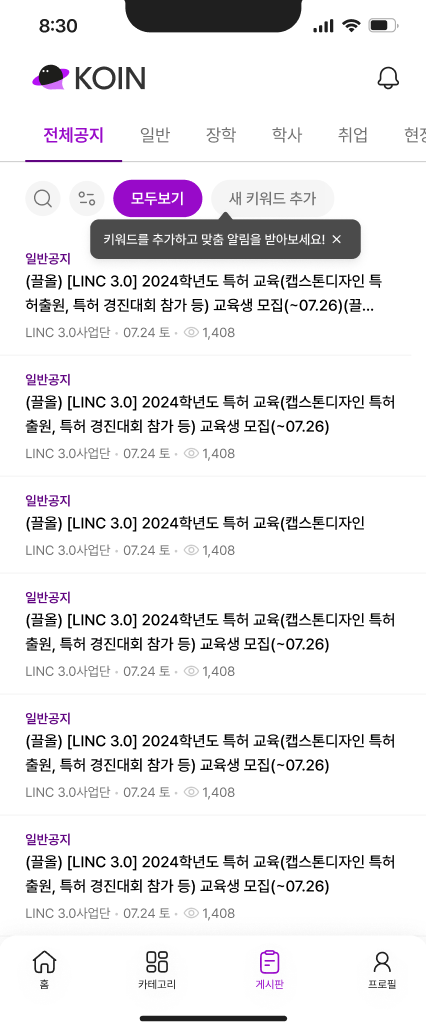 8:30
KOIN
전체공지 일반 장학 학사 취업
모두보기 새 키워드 추가
키워드를 추가하고 맞춤 알림을 받아보세요! ×
일반공지
(끌올) [LINC 3.0] 2024학년도 특허 교육(캡스톤디자인 특
허출원, 특허 경진대회 참가 등) 교육생 모집(~07.26)(끌...
LINC 3.0사업단 · 07.24 토 · 1,408
일반공지
(끌올) [LINC 3.0] 2024학년도 특허 교육(캡스톤디자인 특허
출원, 특허 경진대회 참가 등) 교육생 모집(~07.26)
LINC 3.0사업단 · 07.24 토 · 1,408
일반공지
(끌올) [LINC 3.0] 2024학년도 특허 교육(캡스톤디자인
LINC 3.0사업단 · 07.24 토 · 1,408
일반공지
(끌올) [LINC 3.0] 2024학년도 특허 교육(캡스톤디자인 특허
출원, 특허 경진대회 참가 등) 교육생 모집(~07.26)
LINC 3.0사업단 · 07.24 토 · 1,408
일반공지
(끌올) [LINC 3.0] 2024학년도 특허 교육(캡스톤디자인 특허
출원, 특허 경진대회 참가 등) 교육생 모집(~07.26)
LINC 3.0사업단 · 07.24 토 · 1,408
일반공지
(끌올) [LINC 3.0] 2024학년도 특허 교육(캡스톤디자인 특허
출원, 특허 경진대회 참가 등) 교육생 모집(~07.26)
LINC 3.0사업단 · 07.24 토 · 1,408
홈 카테고리 게시판 프로필